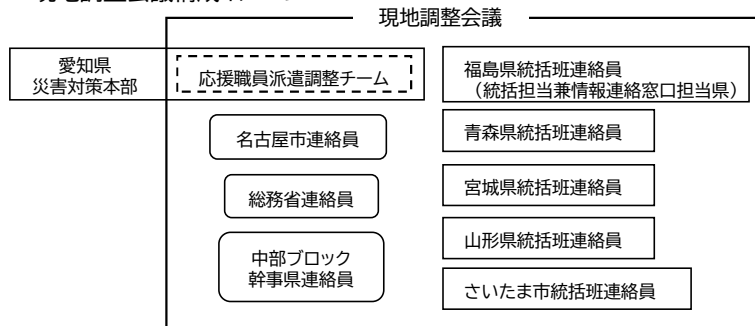 現地調整会議
愛知県
災害対策本部
応援職員派遣調整チーム
名古屋市連絡員
総務省連絡員
中部ブロック
幹事県連絡員
福島県統括班連絡員
（統括担当兼情報連絡窓口担当県）
青森県統括班連絡員
宮城県統括班連絡員
山形県統括班連絡員
さいたま市統括班連絡員